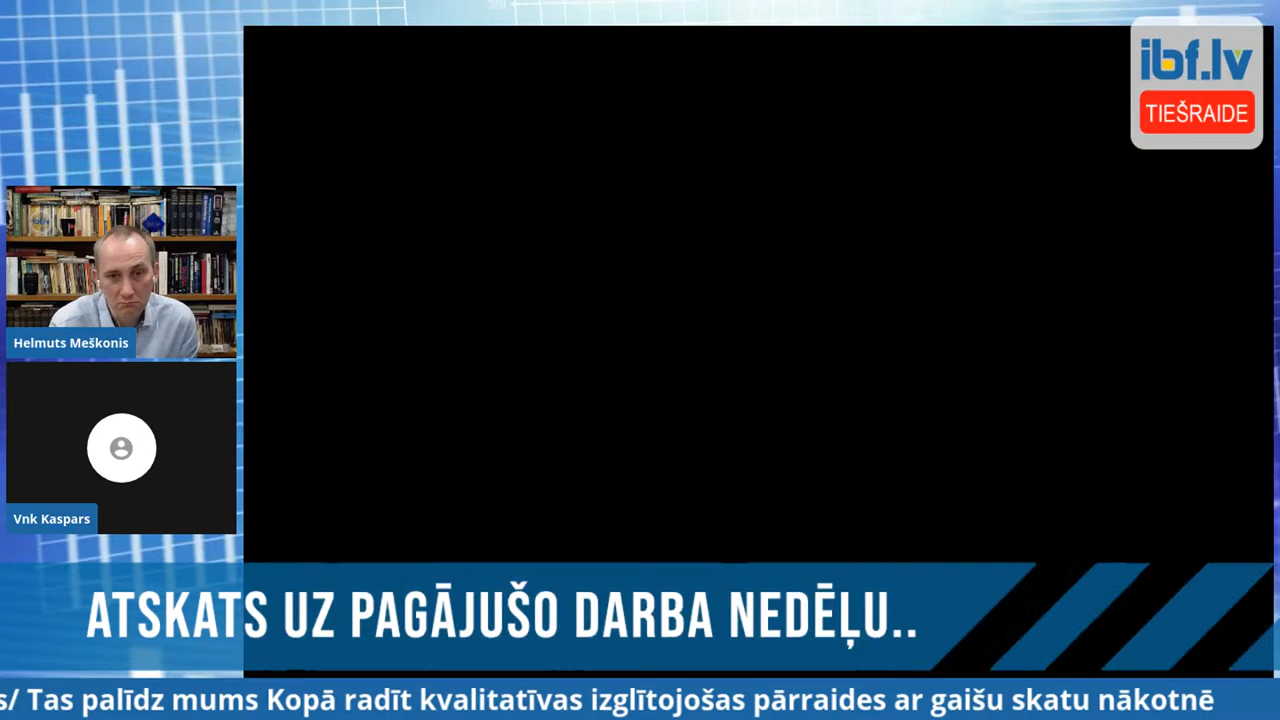 ibf.lv
TIEŠRAIDE
Helmuts Meškonis
Vnk Kaspars
ATSKATS UZ PAGĀJUŠO DARBA NEDĒĻU..
s/ Tas palīdz mums Kopā radīt kvalitatīvas izglītojošas pārraides ar gaišu skatu nākotnē